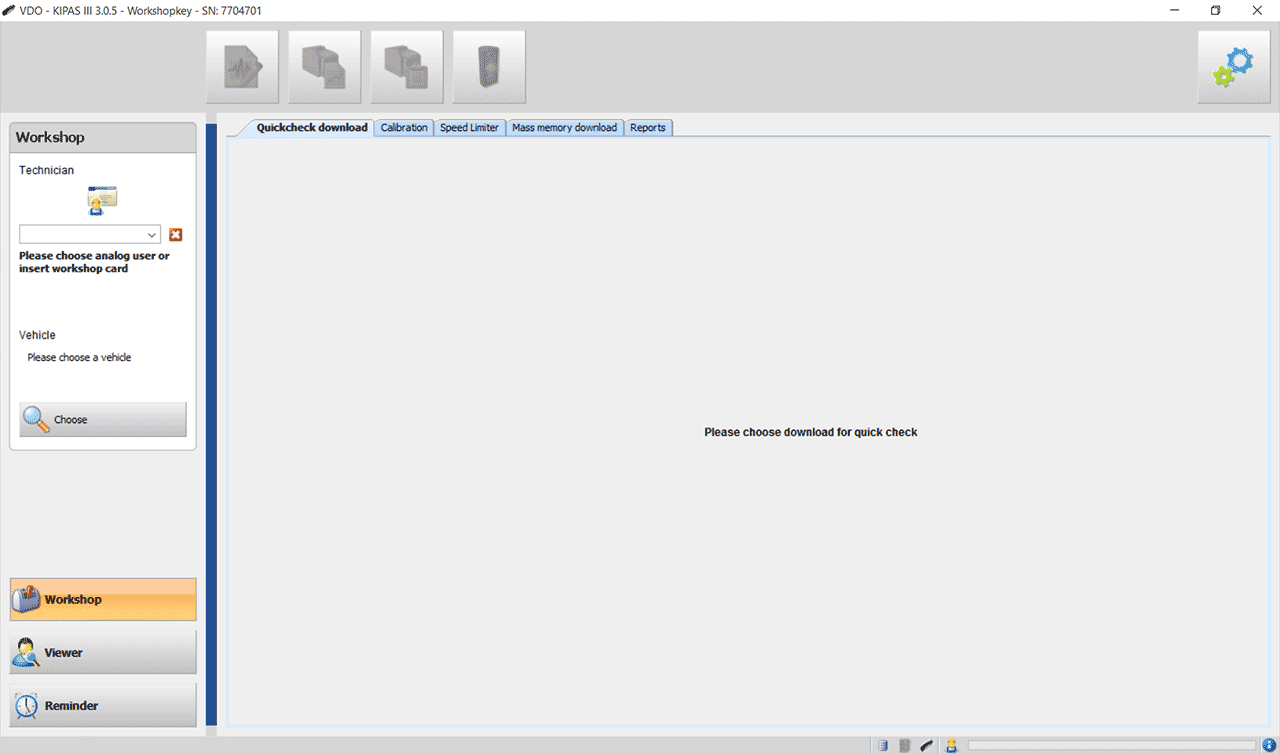 VDO - KIPAS III 3.0.5 - Workshopkey - SN: 7704701
Workshop
Technician
Please choose analog user or
insert workshop card
Vehicle
Please choose a vehicle
Choose
Workshop
Viewer
Reminder
Quickcheck download
Calibration
Speed Limiter
Mass memory download
Reports
Please choose download for quick check